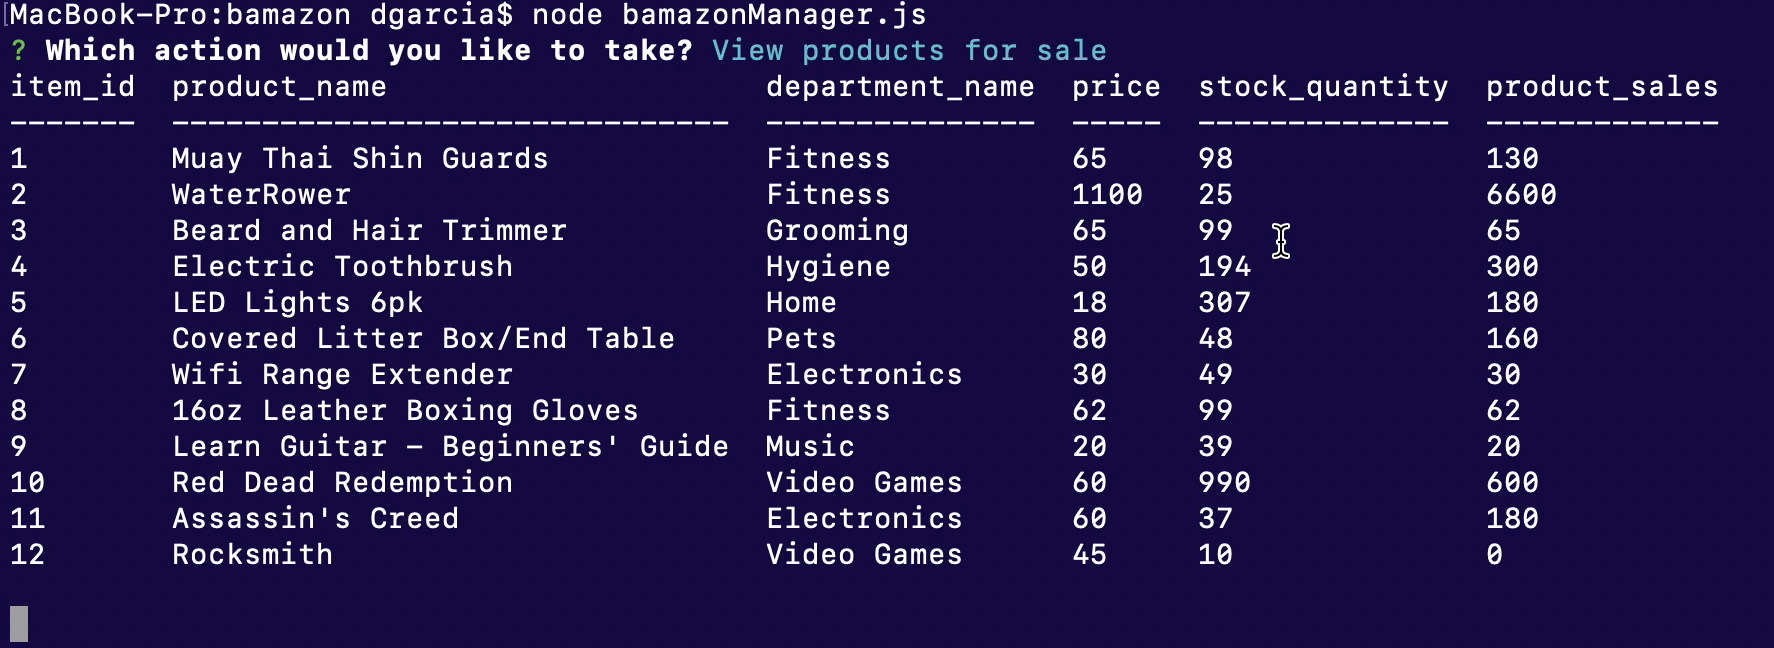 [MacBook-Pro:bamazon dgarcia$ node bamazonManager.js
? Which action would you like to take? View products for sale
item_id  product_name                     department_name  price  stock_quantity  product_sales
-------  -------------------------------  ---------------  -----  --------------  -------------
1        Muay Thai Shin Guards            Fitness          65     98              130
2        WaterRower                       Fitness          1100   25              6600
3        Beard and Hair Trimmer           Grooming         65     99              65
4        Electric Toothbrush              Hygiene          50     194             300
5        LED Lights 6pk                   Home             18     307             180
6        Covered Litter Box/End Table     Pets             80     48              160
7        Wifi Range Extender              Electronics      30     49              30
8        16oz Leather Boxing Gloves       Fitness          62     99              62
9        Learn Guitar - Beginners' Guide  Music            20     39              20
10       Red Dead Redemption              Video Games      60     990             600
11       Assassin's Creed                 Electronics      60     37              180
12       Rocksmith                        Video Games      45     10              0